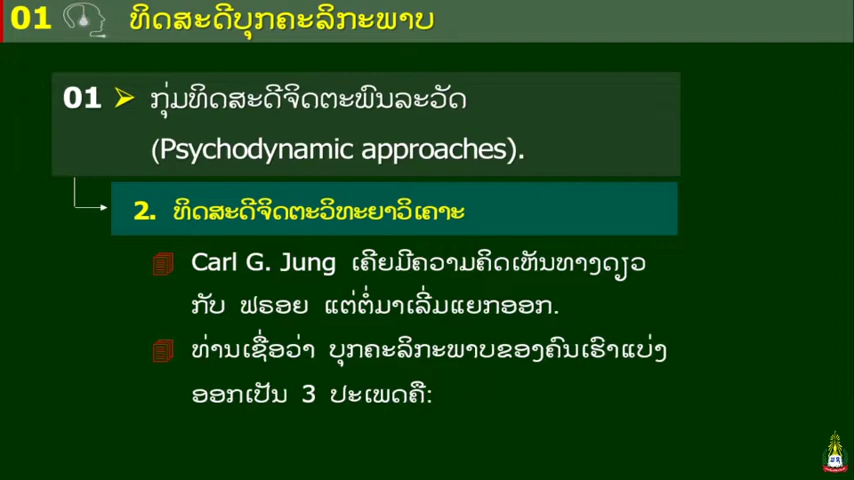 01 ທິດສະດີບຸກຄະລິກະພາບ
01 ➢ ກຸ່ມທິດສະດີຈິດຕະພົນລະວັດ
(Psychodynamic approaches).
2. ທິດສະດີຈິດຕະວິທະຍາວິເຄາະ
Carl G. Jung ເຄີຍມີຄວາມຄິດເຫັນທາງດຽວ
ກັບ ຟຣອຍ ແຕ່ຕໍ່ມາເລີ່ມແຍກອອກ.
ທ່ານເຊື່ອວ່າ ບຸກຄະລິກະພາບຂອງຄົນເຮົາແບ່ງ
ອອກເປັນ 3 ປະເພດຄື: